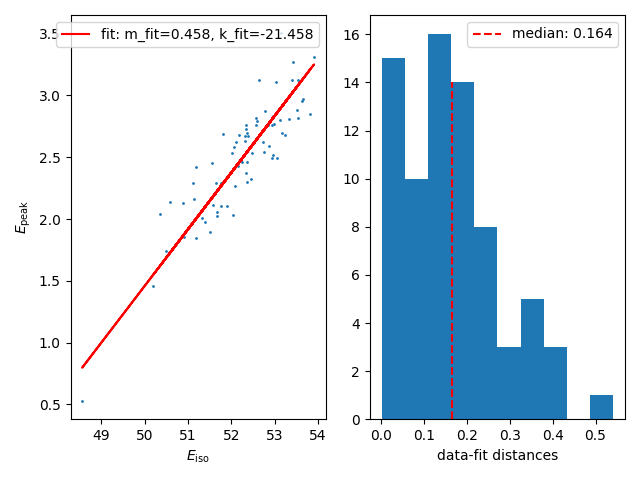 fit: m_fit=0.458, k_fit=-21.458
3.5
3.0
2.5
2.0
1.5
1.0
0.5
E_peak
49 50 51 52 53 54
E_iso
median: 0.164
16
14
12
10
8
6
4
2
0
0.0 0.1 0.2 0.3 0.4 0.5
data-fit distances